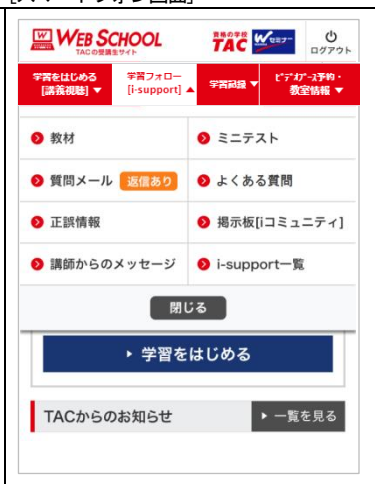 [スマートフォン画面]
WEB SCHOOL
TACの受講生サイト
資格の学校
TAC Wセミナー
ログアウト
学習をはじめる
[講義視聴] ▼
学習フォロー
[i-support] ▲
学習記録 ▼
ビデオブース予約・
教室情報 ▼
教材
ミニテスト
質問メール 返信あり
よくある質問
正誤情報
掲示板[iコミュニティ]
講師からのメッセージ
i-support一覧
閉じる
学習をはじめる
TACからのお知らせ
一覧を見る